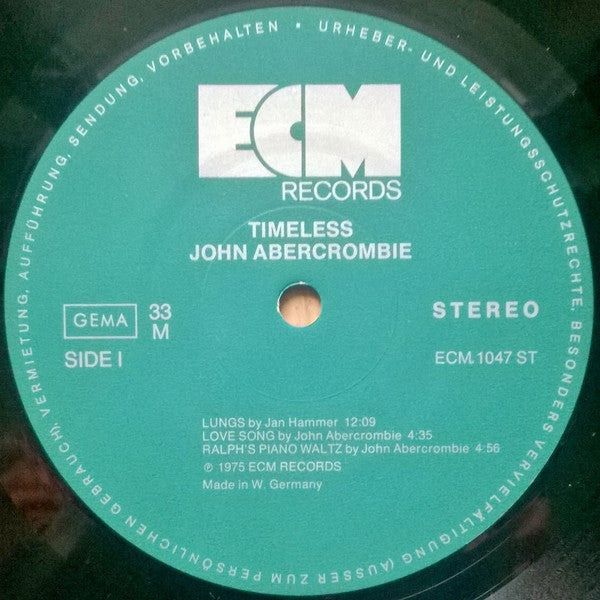 URHEBER- UND LEISTUNGSSCHUTZRECHTE, BESONDERS VERVIELFÄLTIGUNG (AUSSER ZUM PERSÖNLICHEN GEBRAUCH), VERMIETUNG, AUFFÜHRUNG, SENDUNG, VORBEHALTEN •
ECM
RECORDS
TIMELESS
JOHN ABERCROMBIE
GEMA 33 STEREO
M
SIDE I ECM 1047 ST
LUNGS by Jan Hammer 12:09
LOVE SONG by John Abercrombie 4:35
RALPH'S PIANO WALTZ by John Abercrombie 4:56
℗ 1975 ECM RECORDS
Made in W. Germany